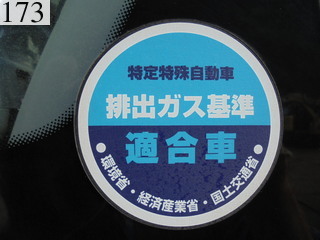 173
特定特殊自動車
排出ガス基準
適合車
●環境省・経済産業省・国土交通省●